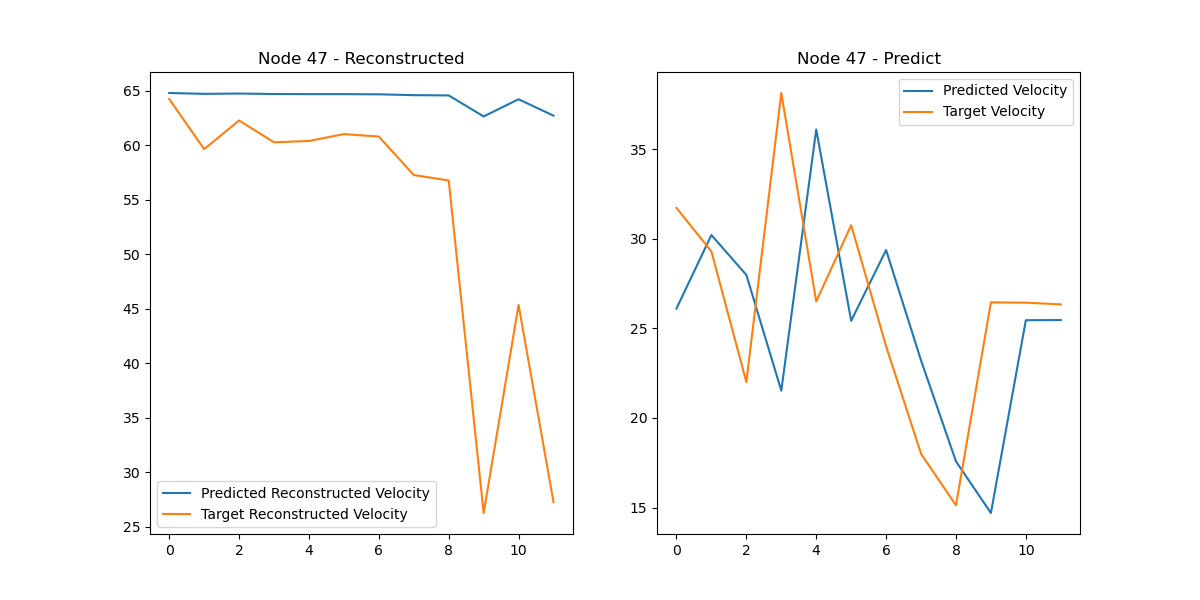 Node 47 - Reconstructed
65
60
55
50
45
40
35
30
25
0 2 4 6 8 10
Predicted Reconstructed Velocity
Target Reconstructed Velocity
Node 47 - Predict
35
30
25
20
15
0 2 4 6 8 10
Predicted Velocity
Target Velocity